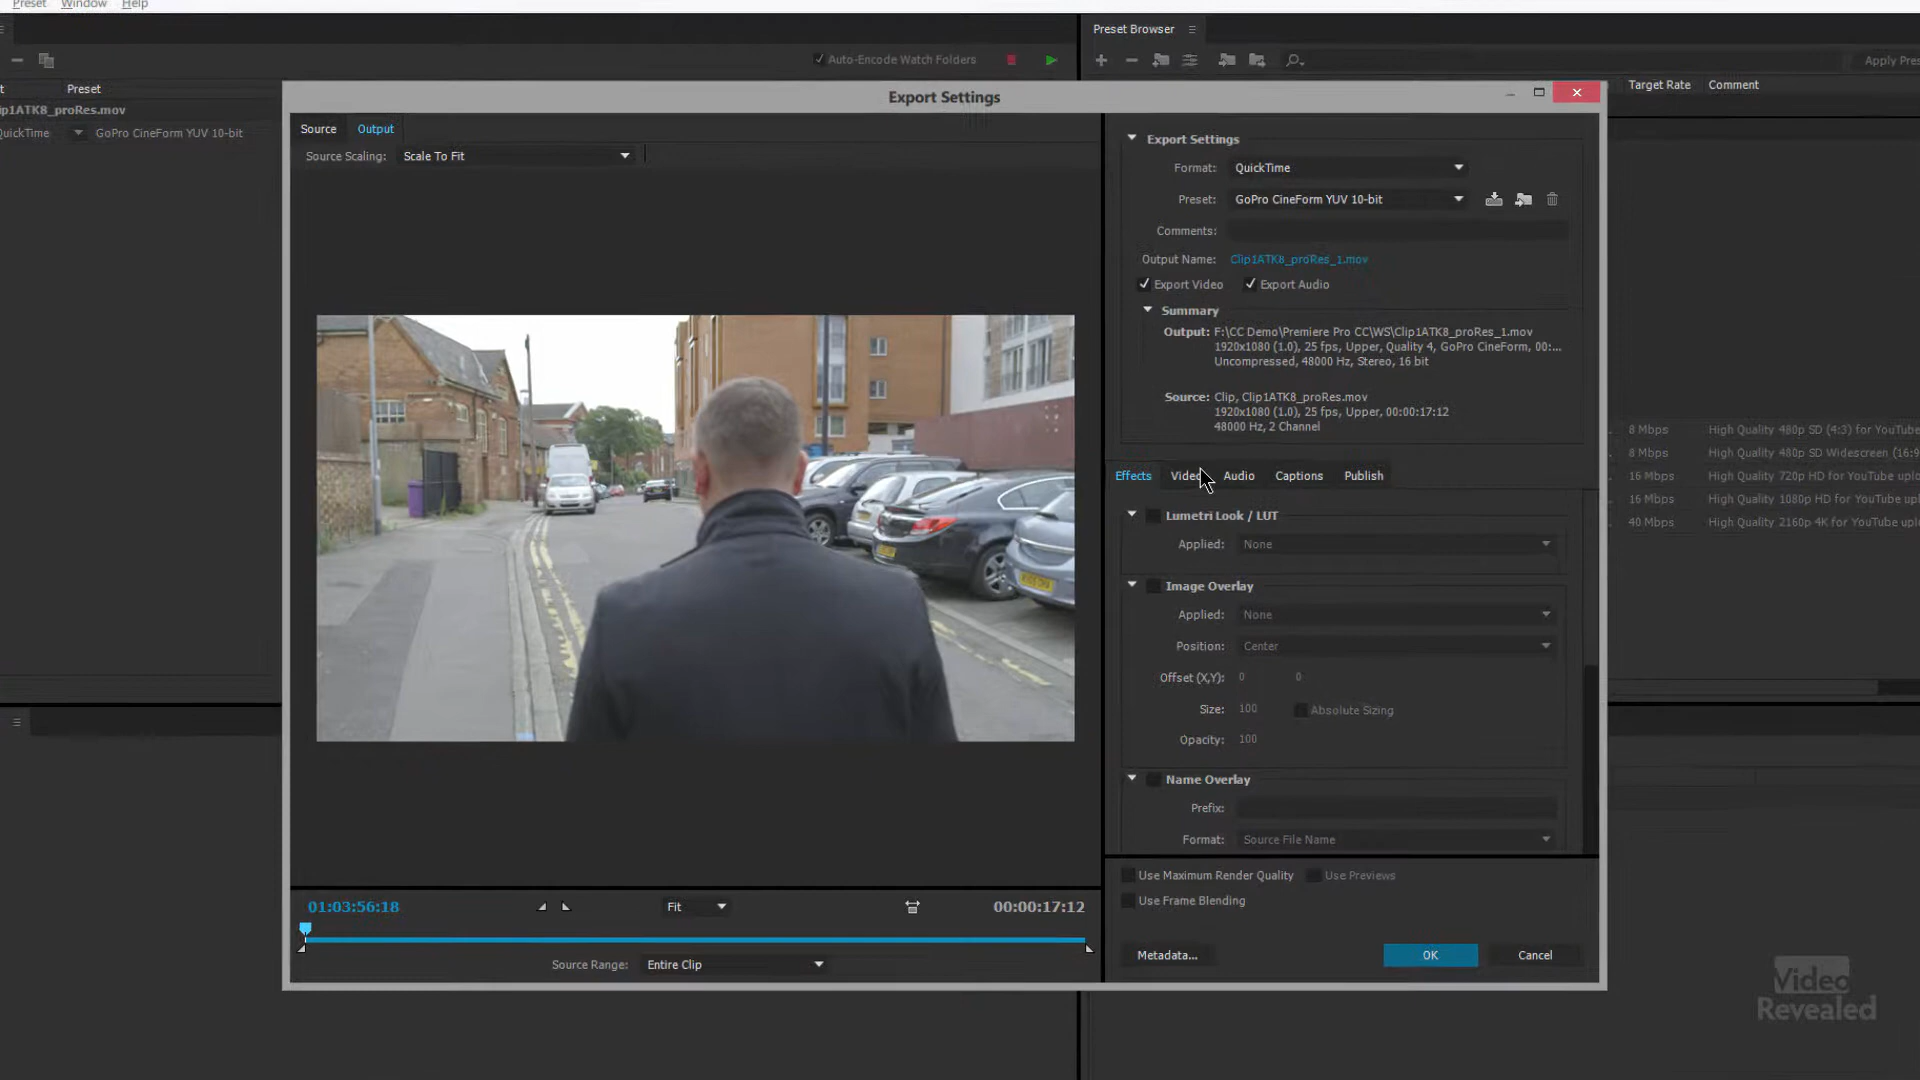 Preset Window Help
Preset Browser
Auto-Encode Watch Folders
Apply Pres
Preset
Target Rate Comment
ip1ATK8_proRes.mov
QuickTime GoPro CineForm YUV 10-bit
Export Settings
Source Output
Source Scaling: Scale To Fit
Export Settings
Format: QuickTime
Preset: GoPro CineForm YUV 10-bit
Comments:
Output Name: Clip1ATK8_proRes_1.mov
Export Video Export Audio
Summary
Output: F:\CC Demo\Premiere Pro CC\WS\Clip1ATK8_proRes_1.mov
1920x1080 (1.0), 25 fps, Upper, Quality 4, GoPro CineForm, 00:...
Uncompressed, 48000 Hz, Stereo, 16 bit
Source: Clip, Clip1ATK8_proRes.mov
1920x1080 (1.0), 25 fps, Upper, 00:00:17:12
48000 Hz, 2 Channel
Effects Video Audio Captions Publish
Lumetri Look / LUT
Applied: None
Image Overlay
Applied: None
Position: Center
Offset (X,Y): 0 0
Size: 100 Absolute Sizing
Opacity: 100
Name Overlay
Prefix:
Format: Source File Name
Use Maximum Render Quality Use Previews
Use Frame Blending
Metadata... OK Cancel
01:03:56:18 Fit 00:00:17:12
Source Range: Entire Clip
8 Mbps High Quality 480p SD (4:3) for YouTube
8 Mbps High Quality 480p SD Widescreen (16:9
16 Mbps High Quality 720p HD for YouTube uplo
16 Mbps High Quality 1080p HD for YouTube upl
40 Mbps High Quality 2160p 4K for YouTube uplo
Video
Revealed